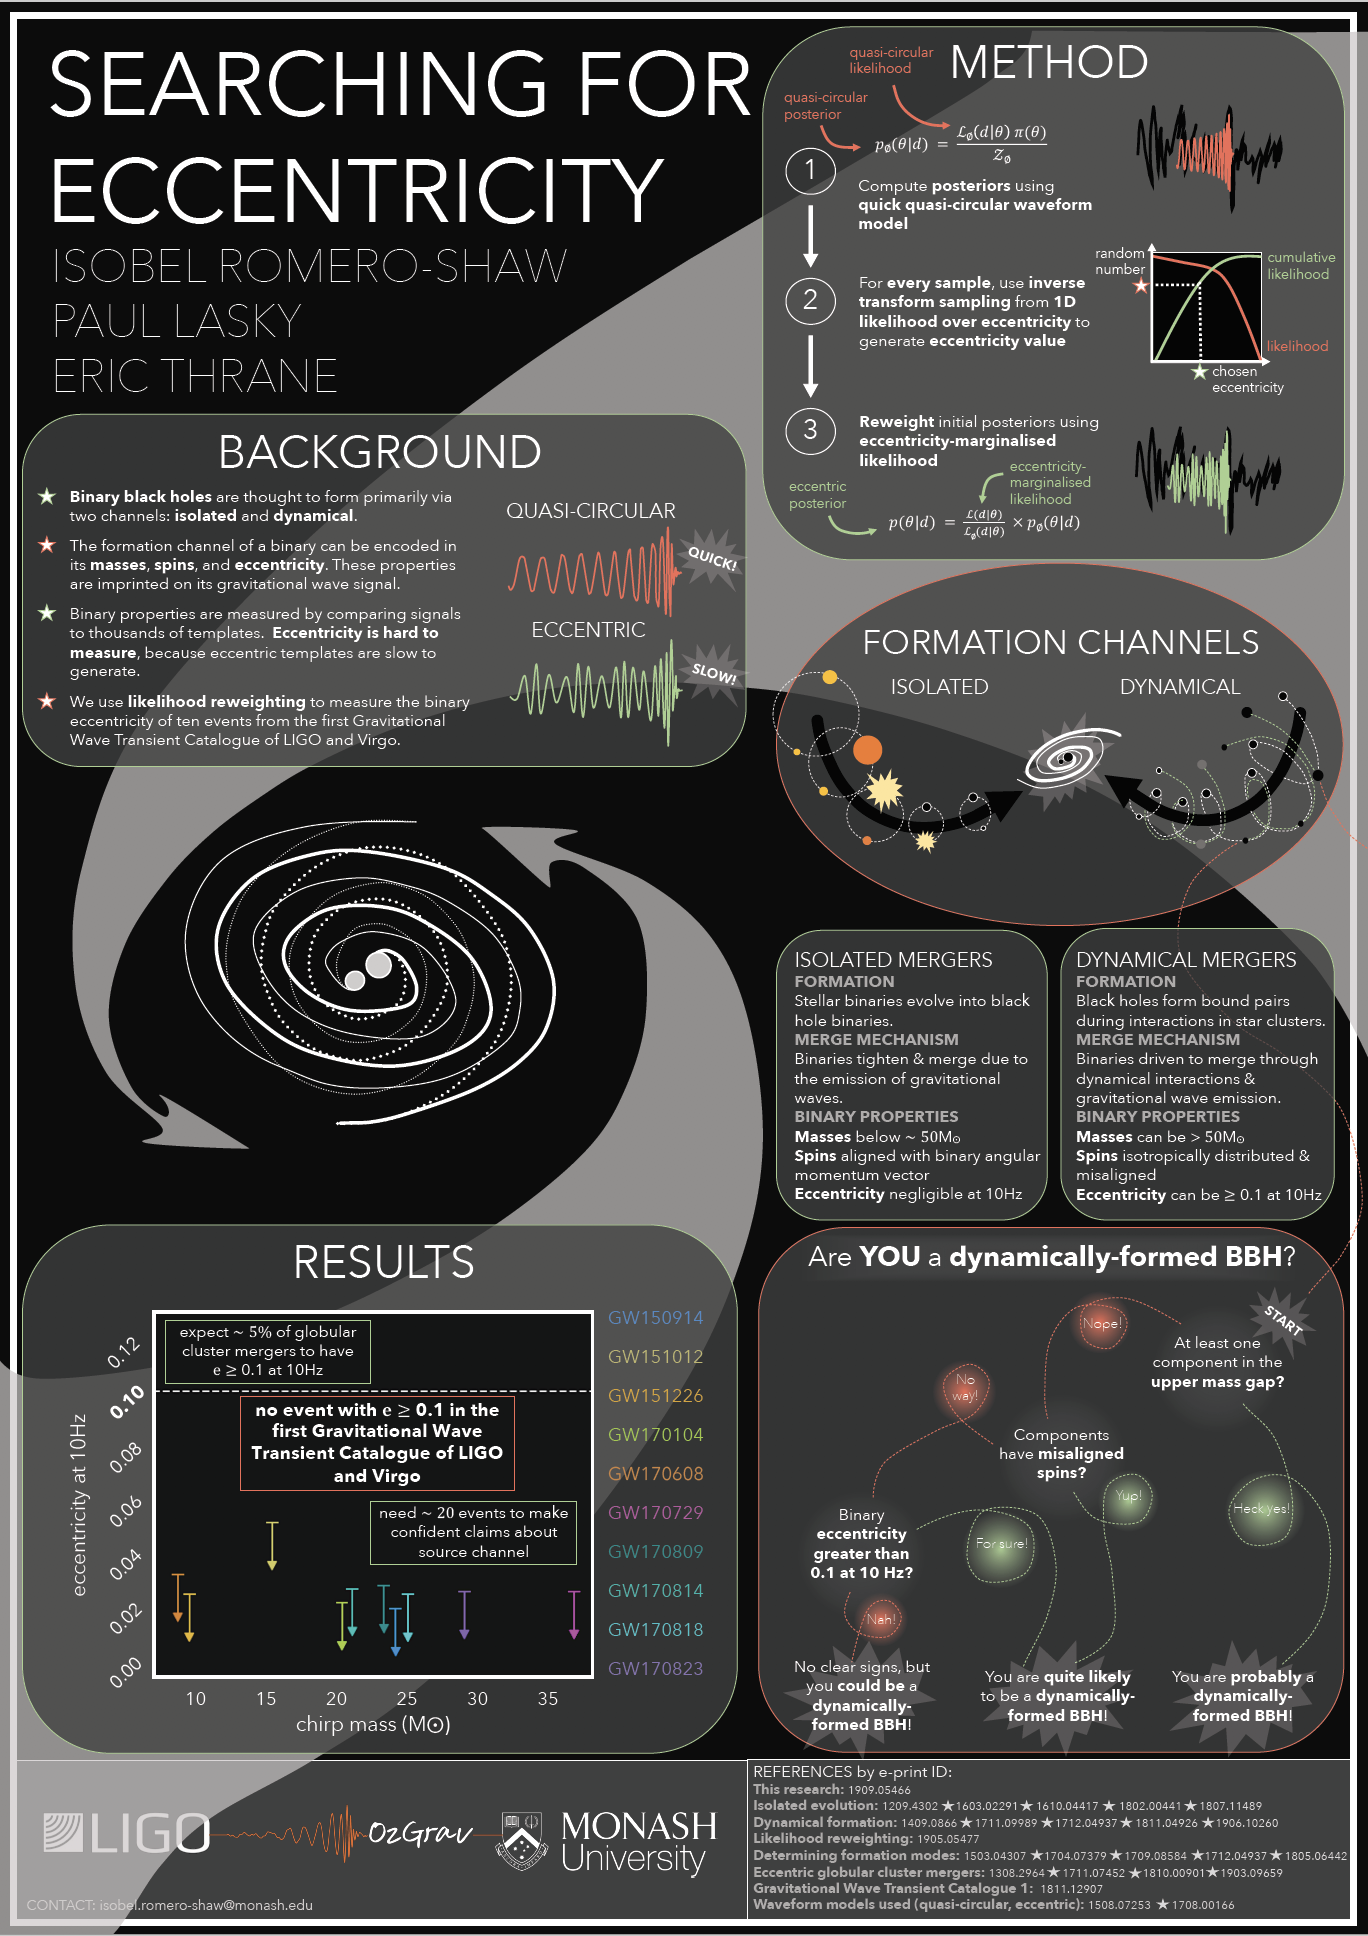 SEARCHING FOR
ECCENTRICITY
ISOBEL ROMERO-SHAW
PAUL LASKY
ERIC THRANE
BACKGROUND
Binary black holes are thought to form primarily via
two channels: isolated and dynamical.
The formation channel of a binary can be encoded in
its masses, spins, and eccentricity. These properties
are imprinted on its gravitational wave signal.
Binary properties are measured by comparing signals
to thousands of templates. Eccentricity is hard to
measure, because eccentric templates are slow to
generate.
We use likelihood reweighting to measure the binary
eccentricity of ten events from the first Gravitational
Wave Transient Catalogue of LIGO and Virgo.
QUASI-CIRCULAR
QUICK!
ECCENTRIC
SLOW!
METHOD
quasi-circular
likelihood
quasi-circular
posterior
p∅(θ|d) = ℒ∅(d|θ) π(θ) / 𝒵∅
1
Compute posteriors using
quick quasi-circular waveform
model
2
For every sample, use inverse
transform sampling from 1D
likelihood over eccentricity to
generate eccentricity value
random
number
cumulative
likelihood
likelihood
chosen
eccentricity
3
Reweight initial posteriors using
eccentricity-marginalised
likelihood
eccentricity-
marginalised
likelihood
eccentric
posterior
p(θ|d) = ℒ(d|θ) / ℒ∅(d|θ) × p∅(θ|d)
FORMATION CHANNELS
ISOLATED
DYNAMICAL
ISOLATED MERGERS
FORMATION
Stellar binaries evolve into black
hole binaries.
MERGE MECHANISM
Binaries tighten & merge due to
the emission of gravitational
waves.
BINARY PROPERTIES
Masses below ~ 50M⊙
Spins aligned with binary angular
momentum vector
Eccentricity negligible at 10Hz
DYNAMICAL MERGERS
FORMATION
Black holes form bound pairs
during interactions in star clusters.
MERGE MECHANISM
Binaries driven to merge through
dynamical interactions &
gravitational wave emission.
BINARY PROPERTIES
Masses can be > 50M⊙
Spins isotropically distributed &
misaligned
Eccentricity can be ≥ 0.1 at 10Hz
RESULTS
expect ~ 5% of globular
cluster mergers to have
e ≥ 0.1 at 10Hz
no event with e ≥ 0.1 in the
first Gravitational Wave
Transient Catalogue of LIGO
and Virgo
need ~ 20 events to make
confident claims about
source channel
eccentricity at 10Hz
0.12
0.10
0.08
0.06
0.04
0.02
0.00
10 15 20 25 30 35
chirp mass (M⊙)
GW150914
GW151012
GW151226
GW170104
GW170608
GW170729
GW170809
GW170814
GW170818
GW170823
Are YOU a dynamically-formed BBH?
START
At least one
component in the
upper mass gap?
Nope!
No
way!
Components
have misaligned
spins?
Yup!
Heck yes!
Binary
eccentricity
greater than
0.1 at 10 Hz?
For sure!
Nah!
No clear signs, but
you could be a
dynamically-
formed BBH!
You are quite likely
to be a dynamically-
formed BBH!
You are probably a
dynamically-
formed BBH!
LIGO
OzGrav
MONASH
University
CONTACT: isobel.romero-shaw@monash.edu
REFERENCES by e-print ID:
This research: 1909.05466
Isolated evolution: 1209.4302 ★1603.02291★1610.04417 ★ 1802.00441★1807.11489
Dynamical formation: 1409.0866 ★1711.09989 ★1712.04937★1811.04926 ★1906.10260
Likelihood reweighting: 1905.05477
Determining formation modes: 1503.04307 ★1704.07379★1709.08584 ★1712.04937★1805.06442
Eccentric globular cluster mergers: 1308.2964★1711.07452 ★1810.00901★1903.09659
Gravitational Wave Transient Catalogue 1: 1811.12907
Waveform models used (quasi-circular, eccentric): 1508.07253 ★1708.00166